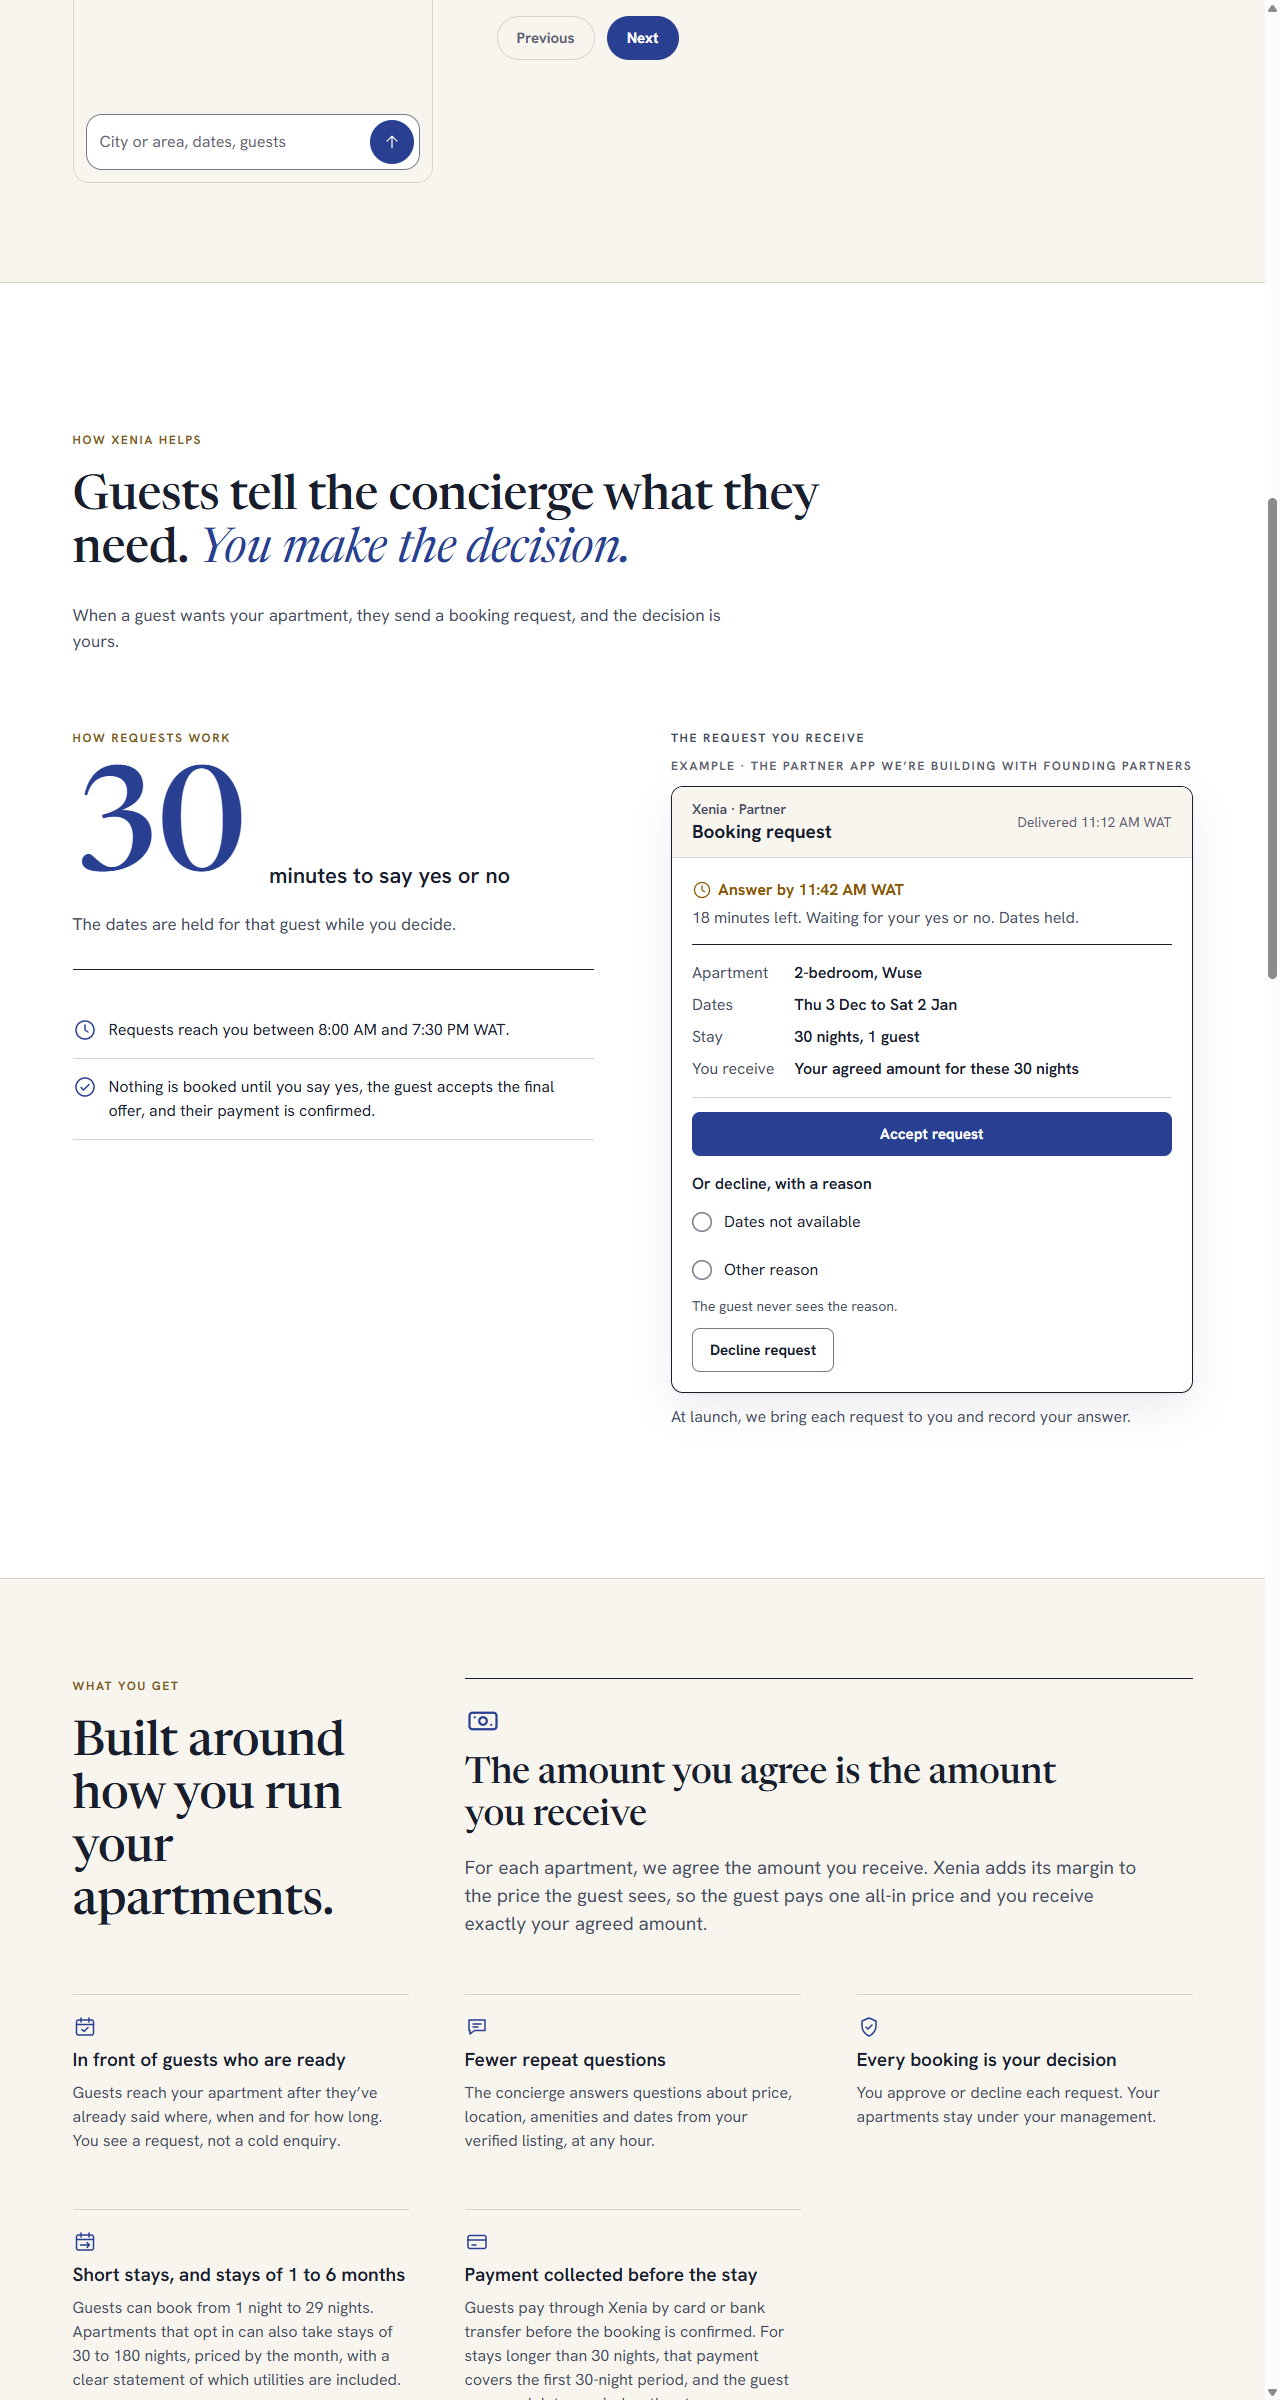 Previous
Next
City or area, dates, guests
HOW XENIA HELPS
Guests tell the concierge what they
need. You make the decision.
When a guest wants your apartment, they send a booking request, and the decision is
yours.
HOW REQUESTS WORK
30
minutes to say yes or no
The dates are held for that guest while you decide.
Requests reach you between 8:00 AM and 7:30 PM WAT.
Nothing is booked until you say yes, the guest accepts the final
offer, and their payment is confirmed.
THE REQUEST YOU RECEIVE
EXAMPLE · THE PARTNER APP WE’RE BUILDING WITH FOUNDING PARTNERS
Xenia · Partner
Booking request
Delivered 11:12 AM WAT
Answer by 11:42 AM WAT
18 minutes left. Waiting for your yes or no. Dates held.
Apartment 2-bedroom, Wuse
Dates Thu 3 Dec to Sat 2 Jan
Stay 30 nights, 1 guest
You receive Your agreed amount for these 30 nights
Accept request
Or decline, with a reason
Dates not available
Other reason
The guest never sees the reason.
Decline request
At launch, we bring each request to you and record your answer.
WHAT YOU GET
Built around
how you run
your
apartments.
The amount you agree is the amount
you receive
For each apartment, we agree the amount you receive. Xenia adds its margin to
the price the guest sees, so the guest pays one all-in price and you receive
exactly your agreed amount.
In front of guests who are ready
Guests reach your apartment after they’ve
already said where, when and for how long.
You see a request, not a cold enquiry.
Fewer repeat questions
The concierge answers questions about price,
location, amenities and dates from your
verified listing, at any hour.
Every booking is your decision
You approve or decline each request. Your
apartments stay under your management.
Short stays, and stays of 1 to 6 months
Guests can book from 1 night to 29 nights.
Apartments that opt in can also take stays of
30 to 180 nights, priced by the month, with a
clear statement of which utilities are included.
Payment collected before the stay
Guests pay through Xenia by card or bank
transfer before the booking is confirmed. For
stays longer than 30 nights, that payment
covers the first 30-night period, and the guest